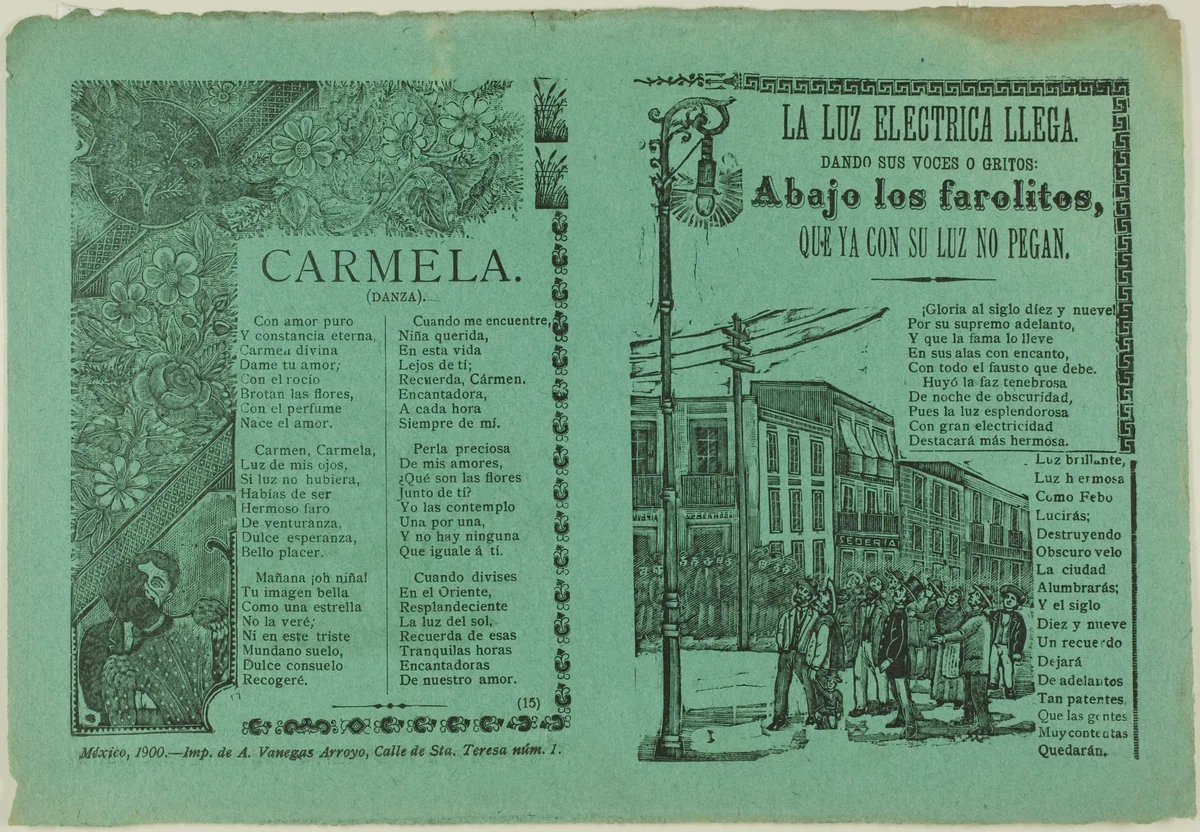 CARMELA.
(DANZA).
Con amor puro
Y constancia eterna,
Carmen divina
Dame tu amor;
Con el rocío
Brotan las flores,
Con el perfume
Nace el amor.
Carmen, Carmela,
Luz de mis ojos,
Si luz no hubiera,
Habías de ser
Hermoso faro
De venturanza,
Dulce esperanza,
Bello placer.
Mañana ¡oh niña!
Tu imágen bella
Como una estrella
No la veré;
Ni en este triste
Mundano suelo,
Dulce consuelo
Recogeré.
Cuando me encuentre,
Niña querida,
En esta vida
Lejos de tí;
Recuerda, Cármen.
Encantadora,
A cada hora
Siempre de mí.
Perla preciosa
De mis amores,
¿Qué son las flores
Junto de tí?
Yo las contemplo
Una por una,
Y no hay ninguna
Que iguale á tí.
Cuando divises
En el Oriente,
Resplandeciente
La luz del sol,
Recuerda de esas
Tranquilas horas
Encantadoras
De nuestro amor.
(15)
México, 1900.—Imp. de A. Vanegas Arroyo, Calle de Sta. Teresa núm. 1.
LA LUZ ELECTRICA LLEGA.
DANDO SUS VOCES O GRITOS:
Abajo los farolitos,
QUE YA CON SU LUZ NO PEGAN.
¡Gloria al siglo díez y nueve!
Por su supremo adelanto,
Y que la fama lo lleve
En sus alas con encanto,
Con todo el fausto que debe.
Huyó la faz tenebrosa
De noche de obscuridad,
Pues la luz esplendorosa
Con gran electricidad
Destacará más hermosa.
Luz brillante,
Luz hermosa
Como Febo
Lucirás;
Destruyendo
Obscuro velo
La ciudad
Alumbrarás;
Y el siglo
Diez y nueve
Un recuerdo
Dejará
De adelantos
Tan patentes,
Que las gentes
Muy contentas
Quedarán.
SEDERIA